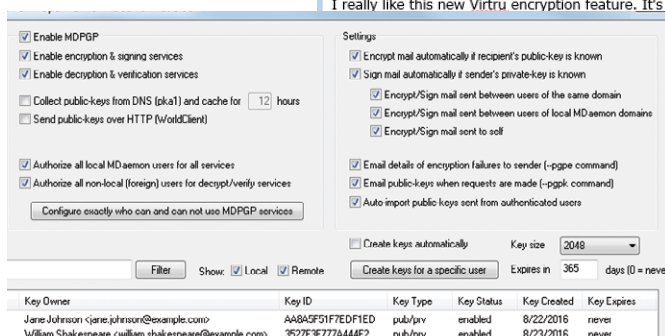 I really like this new Virtru encryption feature. It's
Enable MDPGP
Enable encryption & signing services
Enable decryption & verification services
Collect public-keys from DNS (pka1) and cache for 12 hours
Send public-keys over HTTP (WorldClient)
Authorize all local MDaemon users for all services
Authorize all non-local (foreign) users for decrypt/verify services
Configure exactly who can and can not use MDPGP services
Settings
Encrypt mail automatically if recipient's public-key is known
Sign mail automatically if sender's private-key is known
Encrypt/Sign mail sent between users of the same domain
Encrypt/Sign mail sent between users of local MDaemon domains
Encrypt/Sign mail sent to self
Email details of encryption failures to sender (--pgpe command)
Email public-keys when requests are made (--pgpk command)
Auto import public-keys sent from authenticated users
Create keys automatically Key size 2048
Filter Show: Local Remote Create keys for a specific user Expires in 365 days (0 = neve
Key Owner Key ID Key Type Key Status Key Created Key Expires
Jane Johnson <jane.johnson@example.com> AA8A5F51F7EDF1ED pub/prv enabled 8/22/2016 never
William Shakespeare <william.shakespeare@example.com> 3527F3F777A444F2 pub/prv enabled 8/23/2016 never